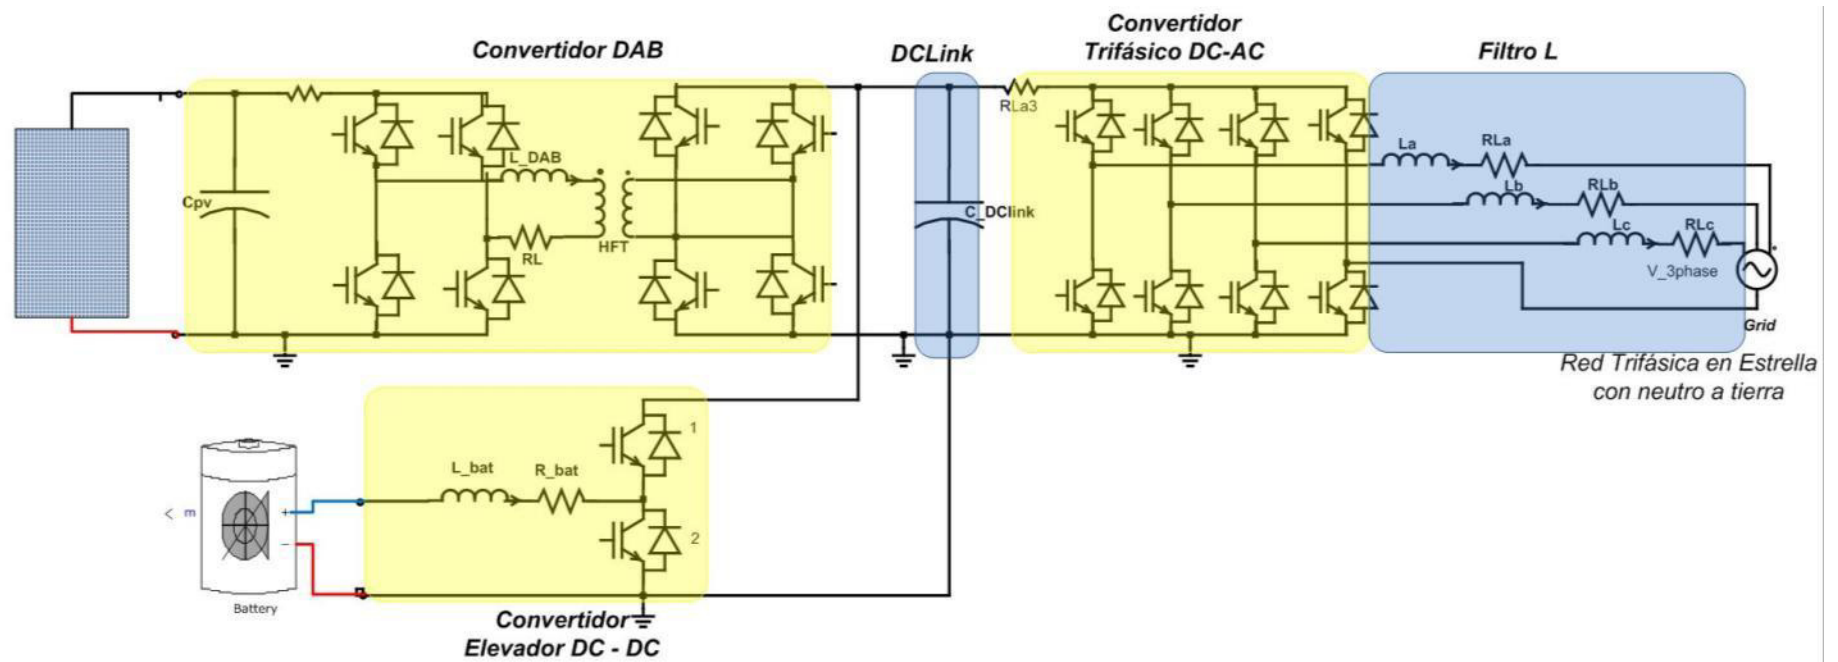 Convertidor DAB
DCLink
Convertidor
Trifásico DC-AC
Filtro L
RLa3
L_DAB
Cpv
RL
HFT
C_DClink
La
RLa
Lb
RLb
Lc
RLc
V_3phase
Grid
Red Trifásica en Estrella
con neutro a tierra
L_bat
R_bat
1
2
< m
+
−
Battery
Convertidor
Elevador DC - DC